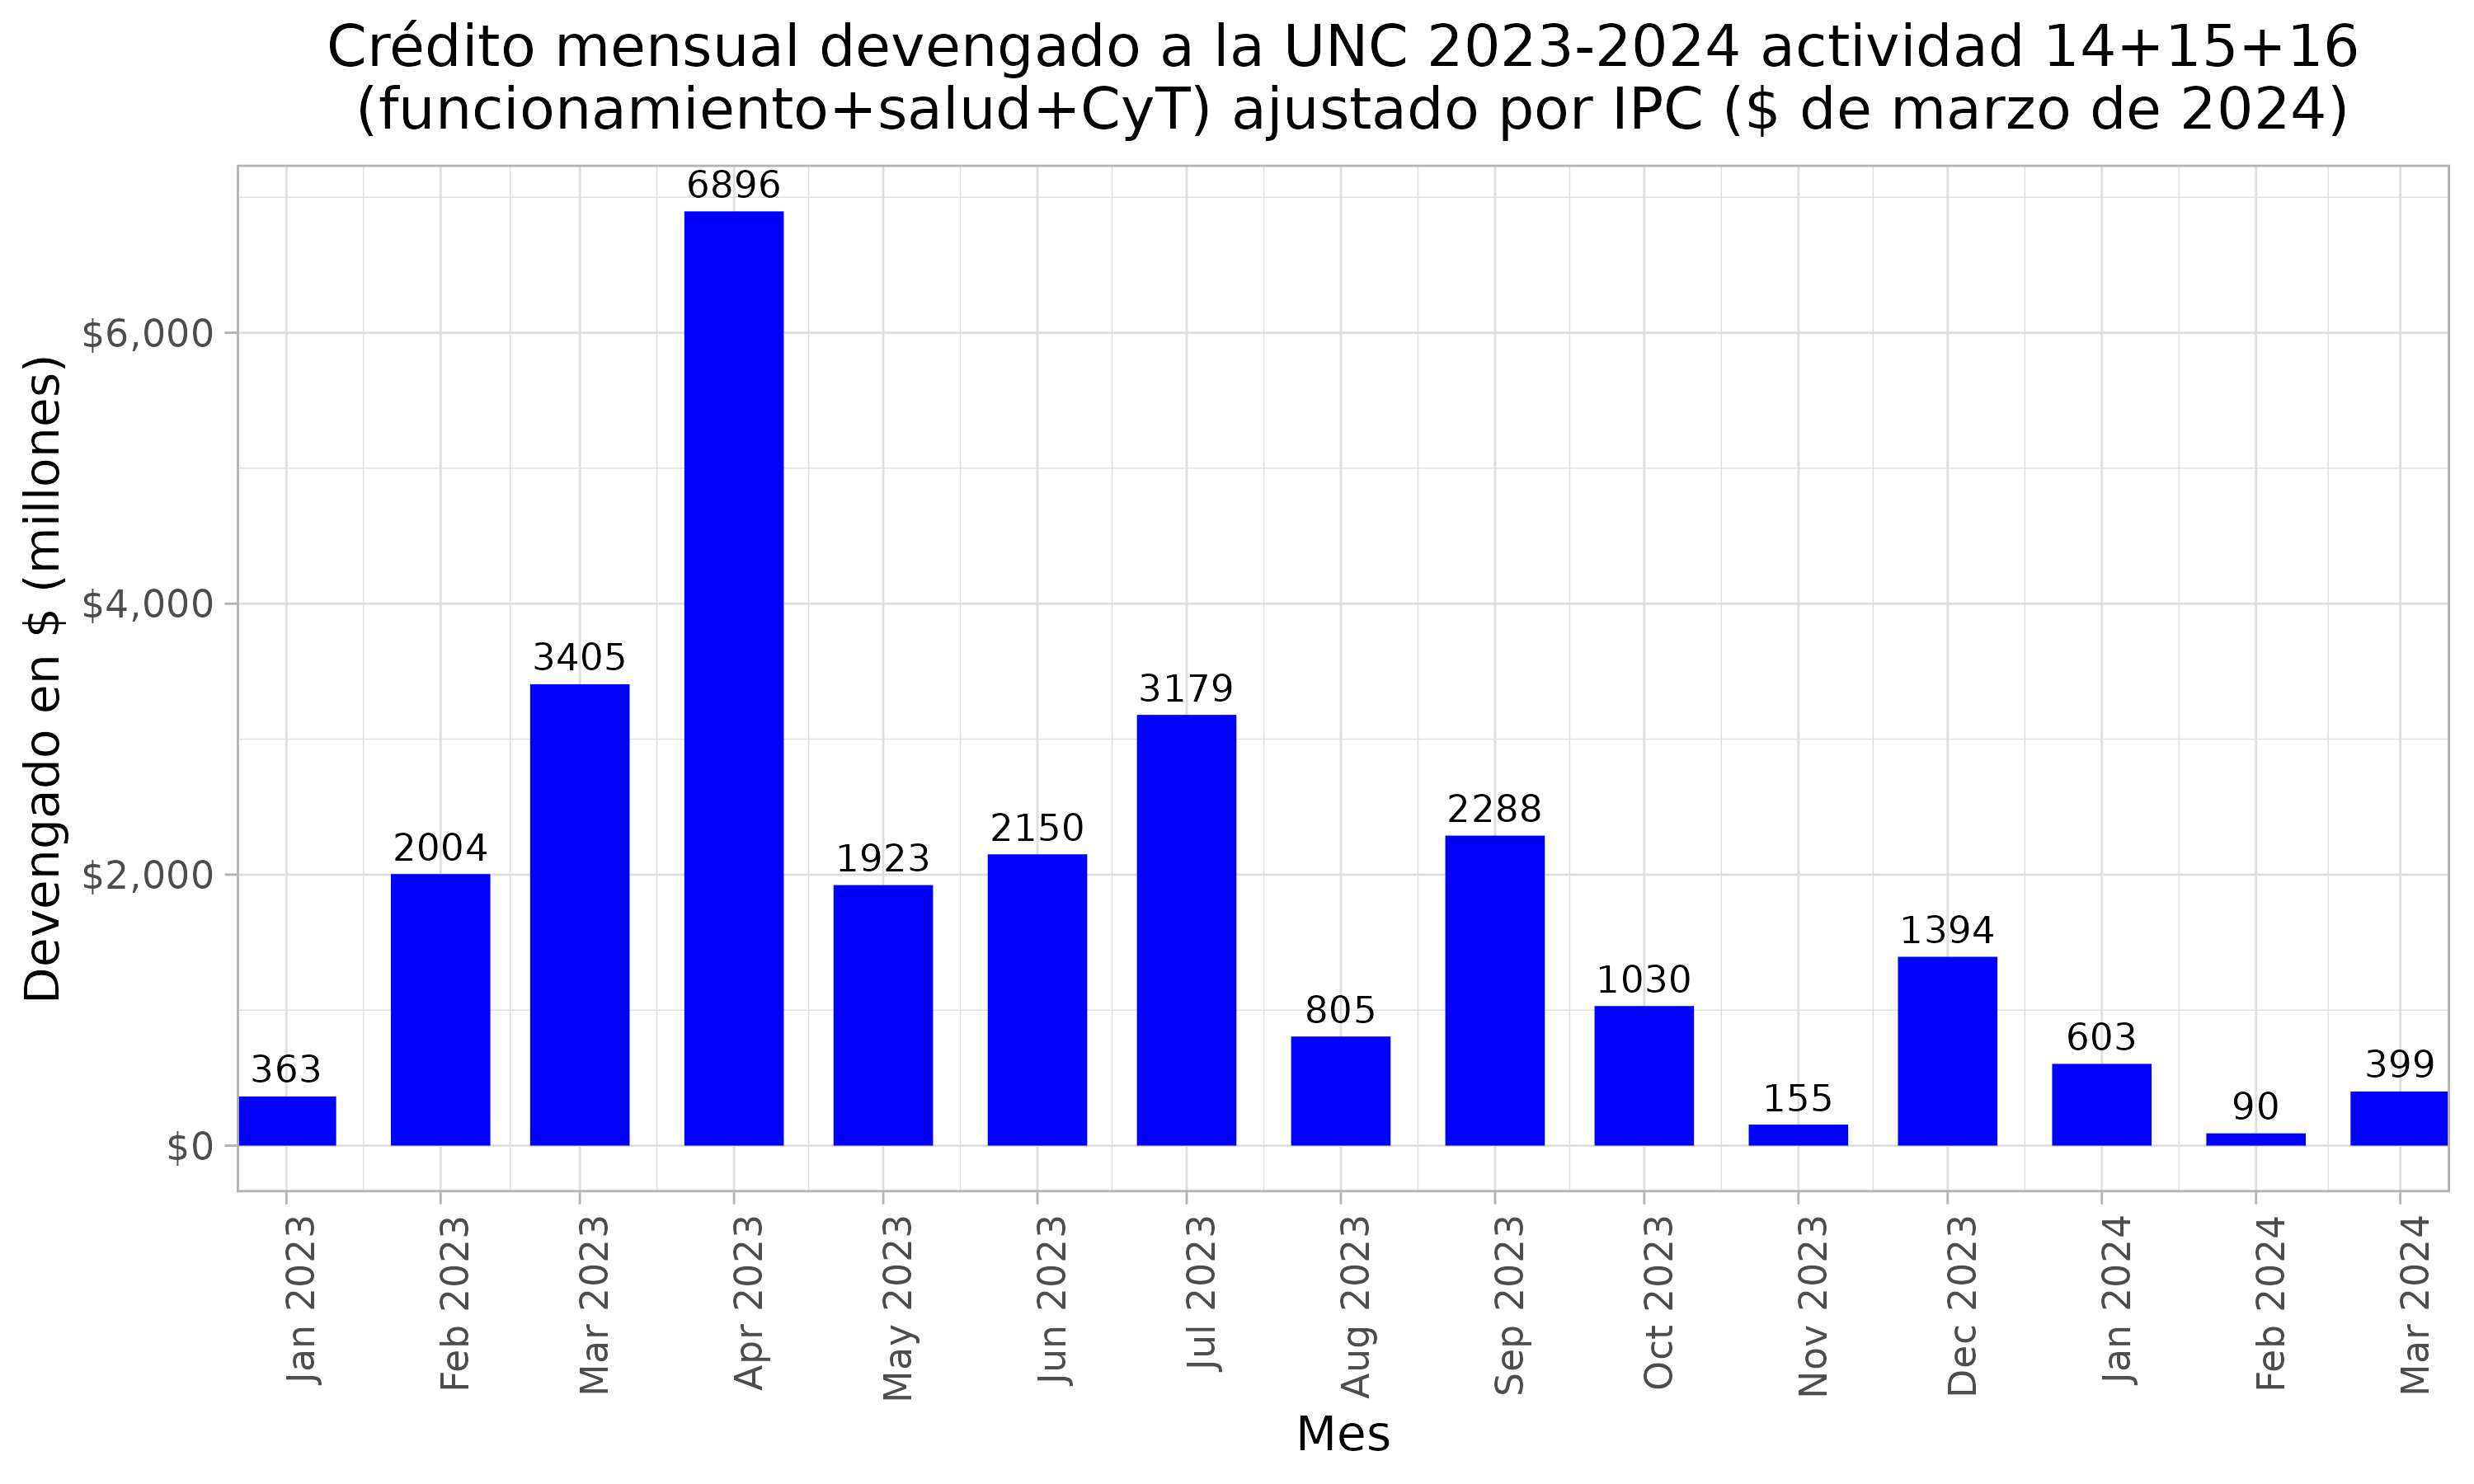 Crédito mensual devengado a la UNC 2023-2024 actividad 14+15+16
(funcionamiento+salud+CyT) ajustado por IPC ($ de marzo de 2024)
Devengado en $ (millones)
$6,000
$4,000
$2,000
$0
363
2004
3405
6896
1923
2150
3179
805
2288
1030
155
1394
603
90
399
Jan 2023
Feb 2023
Mar 2023
Apr 2023
May 2023
Jun 2023
Jul 2023
Aug 2023
Sep 2023
Oct 2023
Nov 2023
Dec 2023
Jan 2024
Feb 2024
Mar 2024
Mes